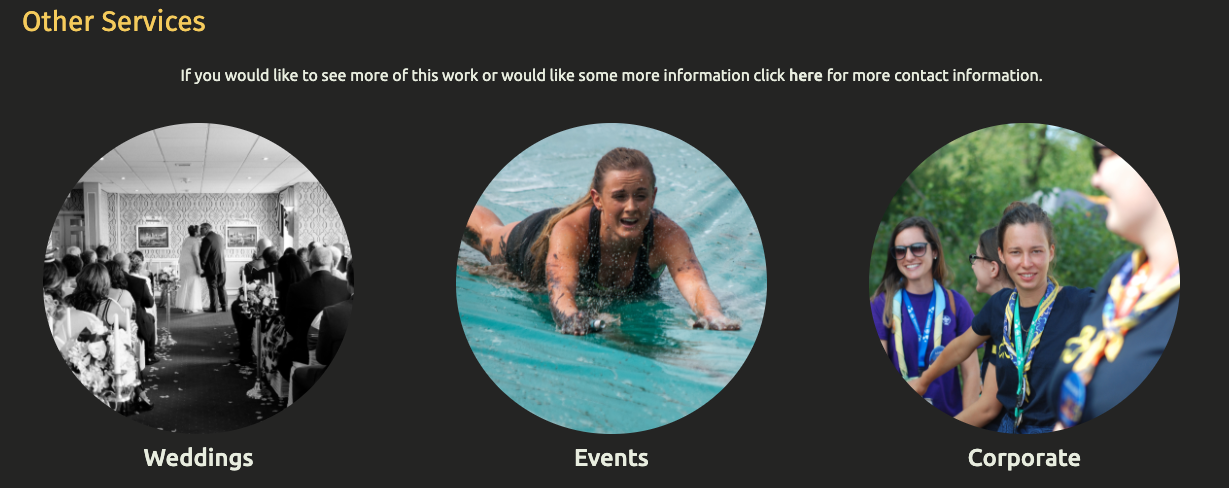 Other Services
If you would like to see more of this work or would like some more information click here for more contact information.
Weddings
Events
Corporate